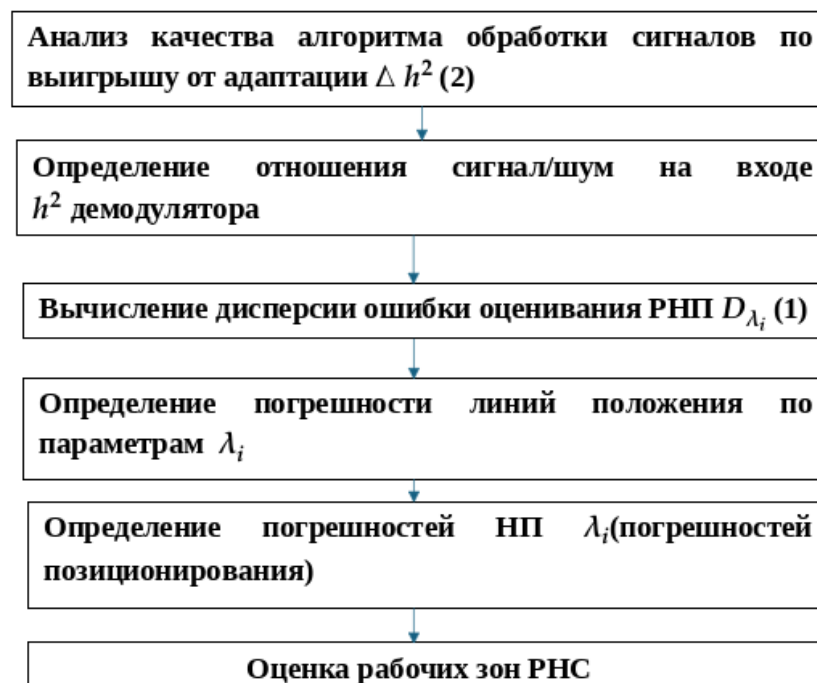 Анализ качества алгоритма обработки сигналов по
выигрышу от адаптации Δ h² (2)
Определение отношения сигнал/шум на входе
h² демодулятора
Вычисление дисперсии ошибки оценивания РНП D_λᵢ (1)
Определение погрешности линий положения по
параметрам λᵢ
Определение погрешностей НП λᵢ(погрешностей
позиционирования)
Оценка рабочих зон РНС